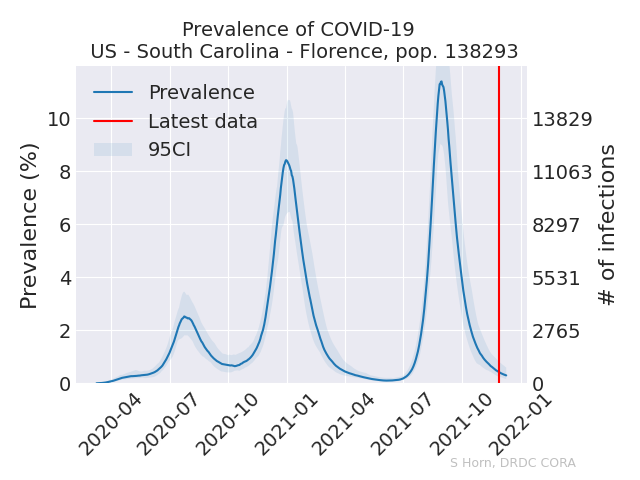 Prevalence of COVID-19
US - South Carolina - Florence, pop. 138293
Prevalence
Latest data
95CI
Prevalence (%)
10
8
6
4
2
0
13829
11063
8297
5531
2765
0
# of infections
2020-04
2020-07
2020-10
2021-01
2021-04
2021-07
2021-10
2022-01
S Horn, DRDC CORA